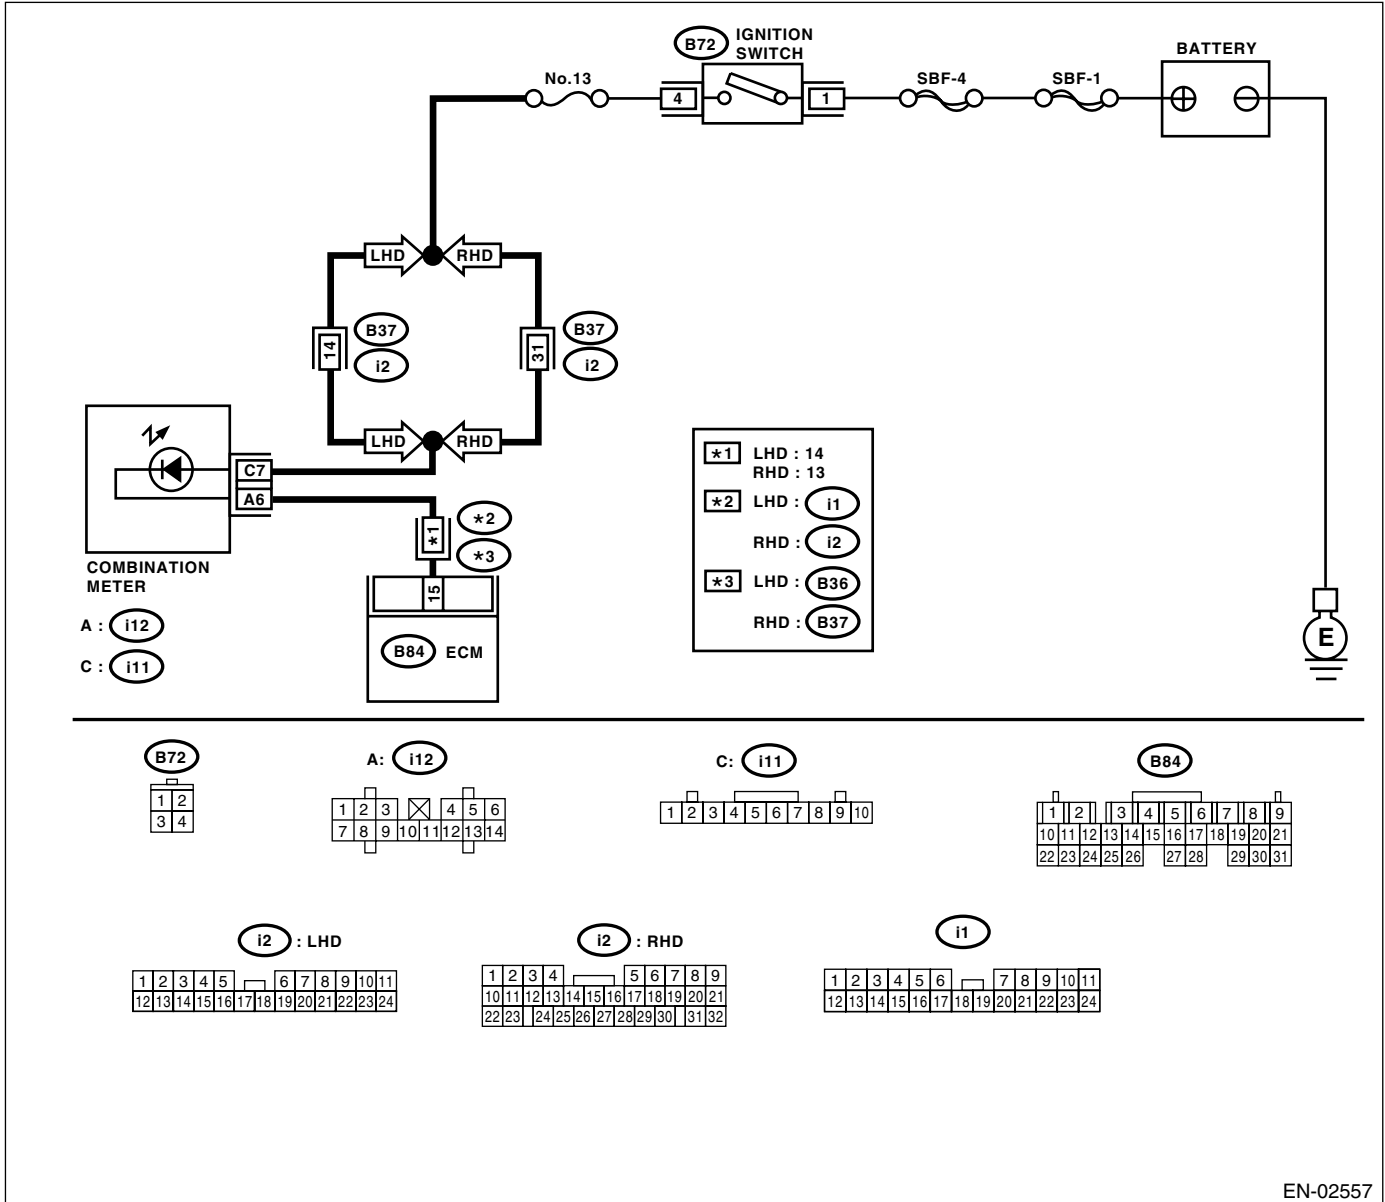 B72 IGNITION
SWITCH
BATTERY
No.13
4
1
SBF-4
SBF-1
LHD
RHD
14
B37
i2
31
B37
i2
LHD
RHD
C7
A6
*1
*2
*3
COMBINATION
METER
A : i12
C : i11
15
B84 ECM
*1 LHD : 14
RHD : 13
*2 LHD : i1
RHD : i2
*3 LHD : B36
RHD : B37
E
B72
1 2
3 4
A: i12
1 2 3 4 5 6
7 8 9 10 11 12 13 14
C: i11
1 2 3 4 5 6 7 8 9 10
B84
1 2 3 4 5 6 7 8 9
10 11 12 13 14 15 16 17 18 19 20 21
22 23 24 25 26 27 28 29 30 31
i2 : LHD
1 2 3 4 5 6 7 8 9 10 11
12 13 14 15 16 17 18 19 20 21 22 23 24
i2 : RHD
1 2 3 4 5 6 7 8 9
10 11 12 13 14 15 16 17 18 19 20 21
22 23 24 25 26 27 28 29 30 31 32
i1
1 2 3 4 5 6 7 8 9 10 11
12 13 14 15 16 17 18 19 20 21 22 23 24
EN-02557